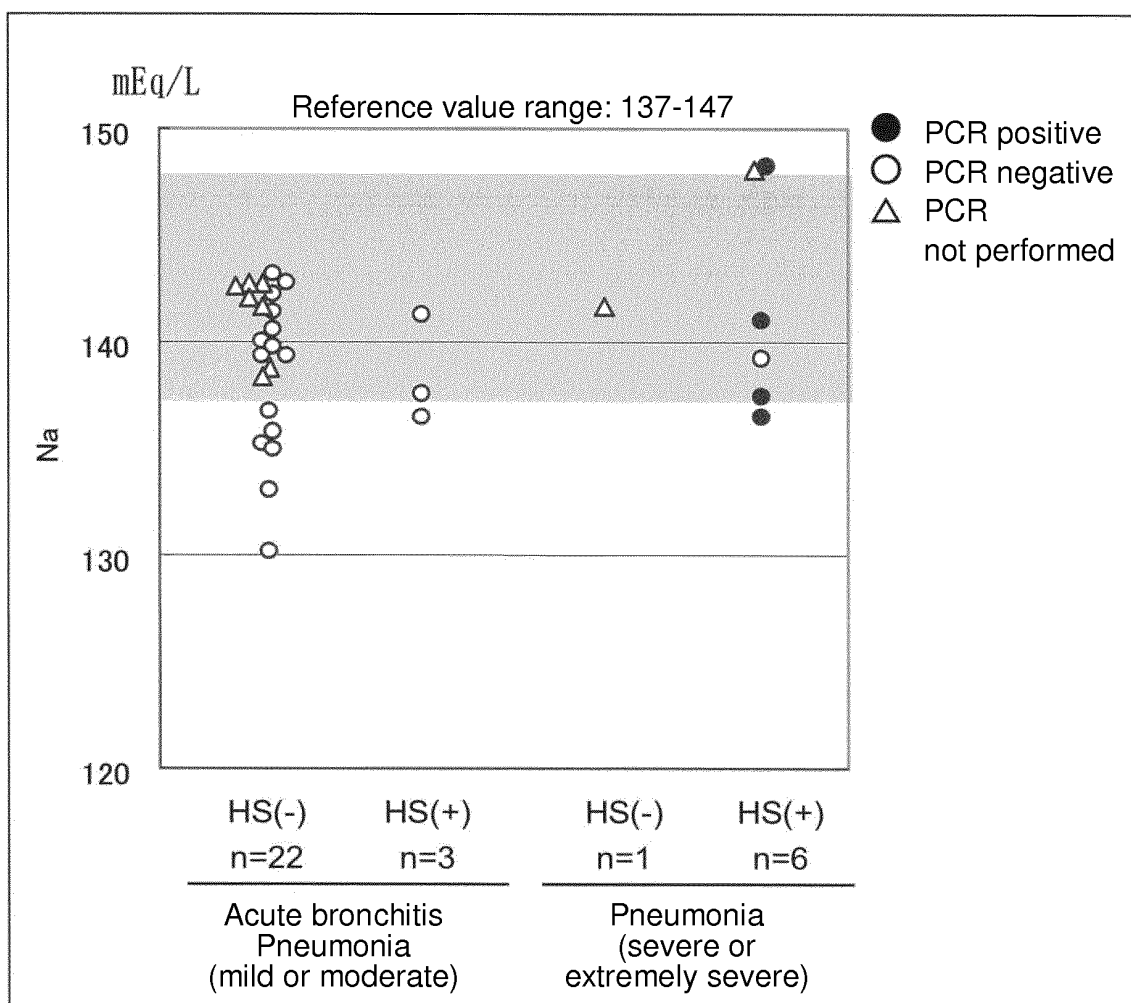 mEq/L
Reference value range: 137-147
150
140
130
120
Na
PCR positive
PCR negative
PCR
not performed
HS(-)
HS(+)
HS(-)
HS(+)
n=22
n=3
n=1
n=6
Acute bronchitis
Pneumonia
(mild or moderate)
Pneumonia
(severe or
extremely severe)